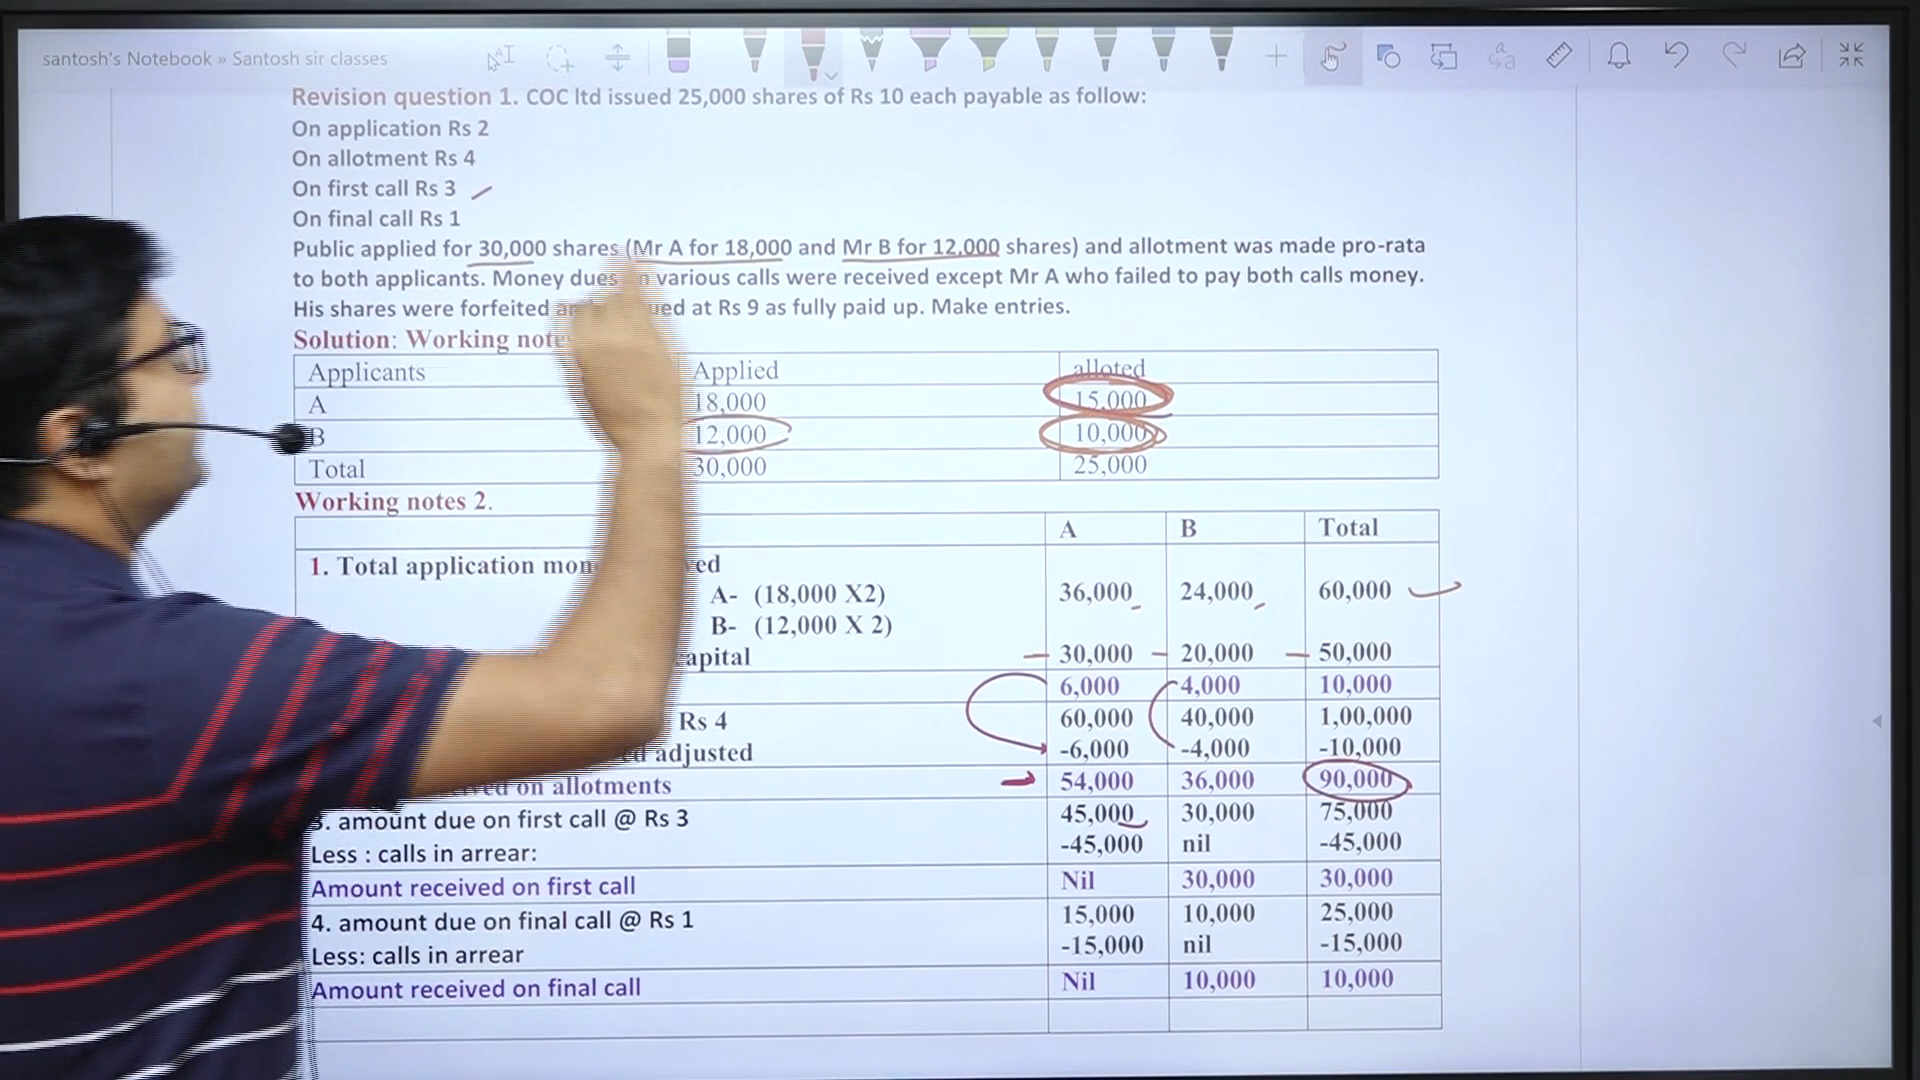 santosh's Notebook » Santosh sir classes
Revision question 1. COC ltd issued 25,000 shares of Rs 10 each payable as follow:
On application Rs 2
On allotment Rs 4
On first call Rs 3
On final call Rs 1
Public applied for 30,000 shares (Mr A for 18,000 and Mr B for 12,000 shares) and allotment was made pro-rata
to both applicants. Money dues various calls were received except Mr A who failed to pay both calls money.
His shares were forfeited at Rs 9 as fully paid up. Make entries.
Solution: Working note
Applicants Applied alloted
A 18,000 15,000
B 12,000 10,000
Total 30,000 25,000
Working notes 2.
A B Total
1. Total application
A- (18,000 X2) 36,000 24,000 60,000
B- (12,000 X 2)
30,000 20,000 50,000
6,000 4,000 10,000
Rs 4 60,000 40,000 1,00,000
adjusted -6,000 -4,000 -10,000
on allotments 54,000 36,000 90,000
3. amount due on first call @ Rs 3 45,000 30,000 75,000
Less : calls in arrear: -45,000 nil -45,000
Amount received on first call Nil 30,000 30,000
4. amount due on final call @ Rs 1 15,000 10,000 25,000
Less: calls in arrear -15,000 nil -15,000
Amount received on final call Nil 10,000 10,000